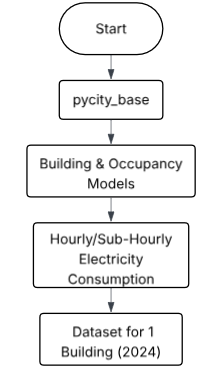 Start
pycity_base
Building & Occupancy
Models
Hourly/Sub-Hourly
Electricity
Consumption
Dataset for 1
Building (2024)